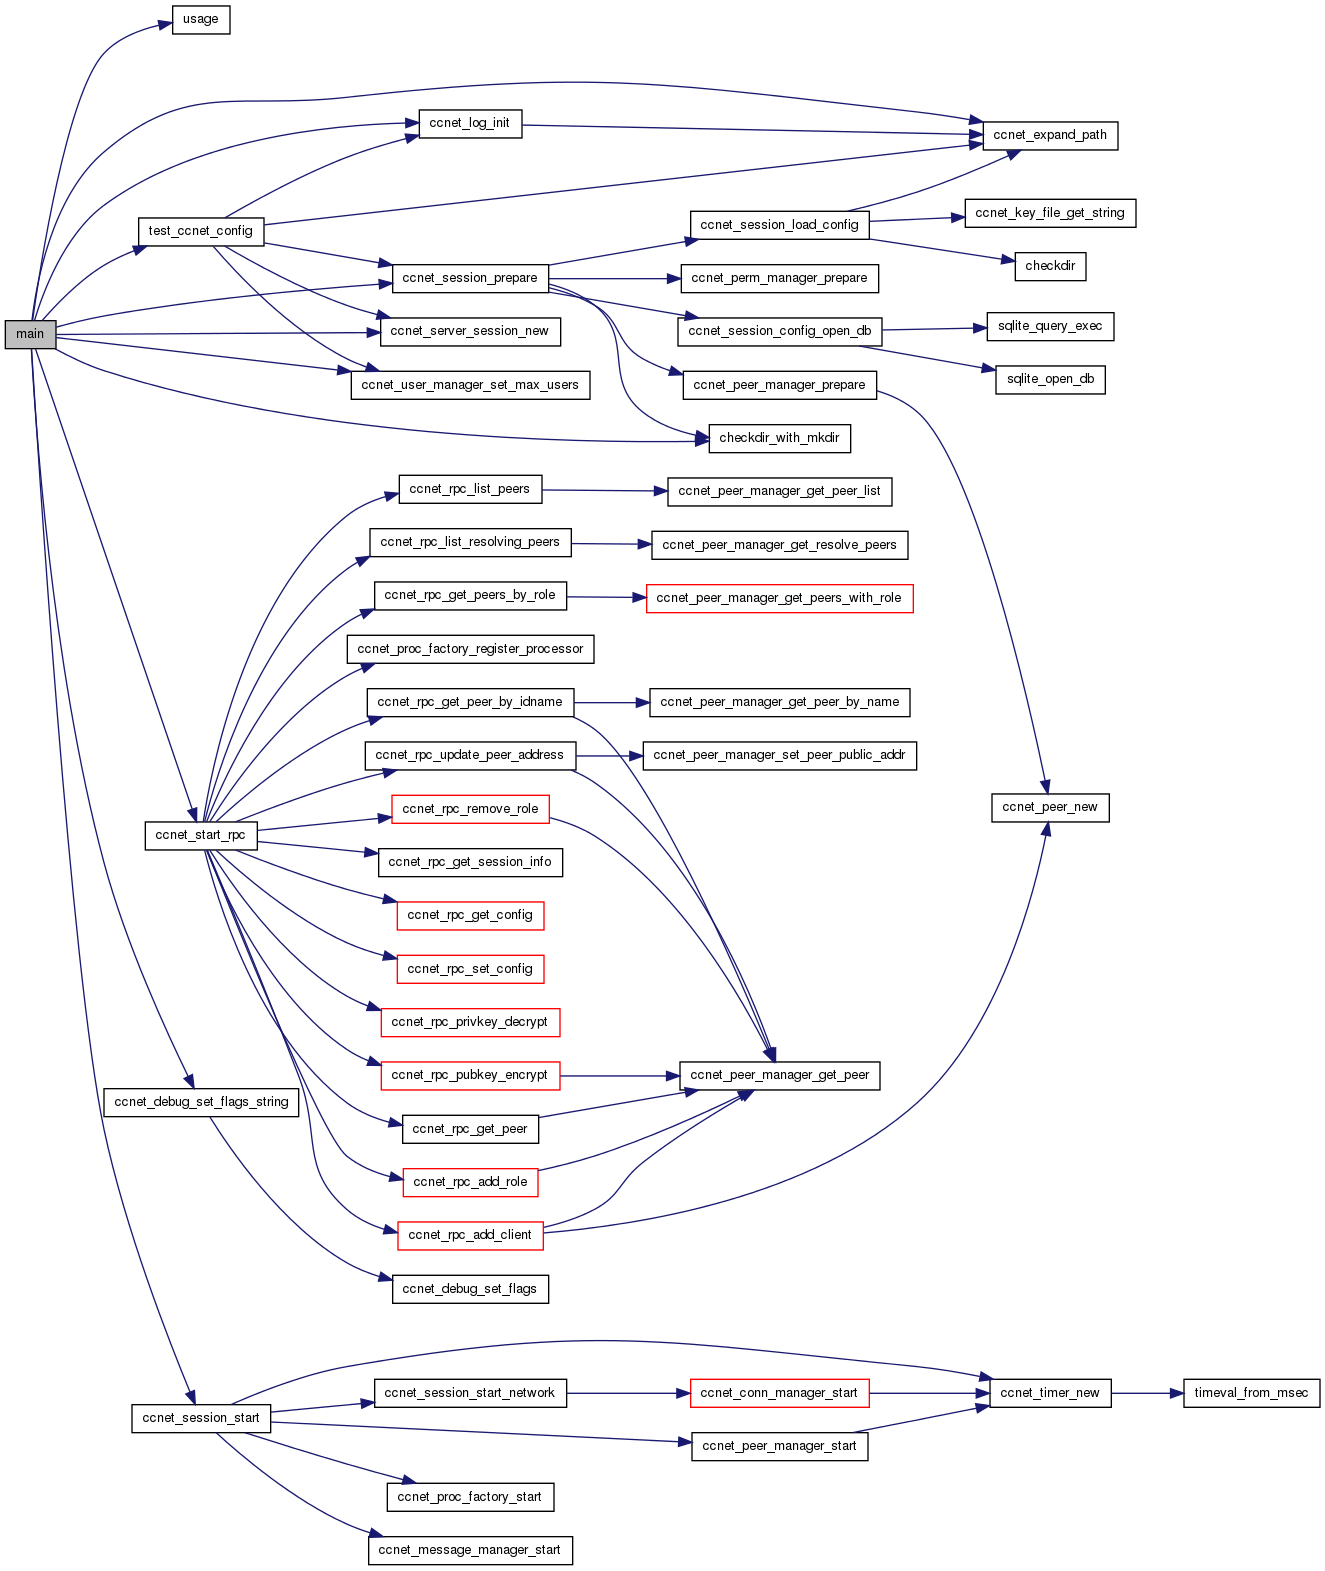 usage
ccnet_log_init
ccnet_expand_path
ccnet_key_file_get_string
ccnet_session_load_config
test_ccnet_config
checkdir
ccnet_session_prepare
ccnet_perm_manager_prepare
sqlite_query_exec
ccnet_server_session_new
ccnet_session_config_open_db
main
sqlite_open_db
ccnet_user_manager_set_max_users
ccnet_peer_manager_prepare
checkdir_with_mkdir
ccnet_rpc_list_peers
ccnet_peer_manager_get_peer_list
ccnet_rpc_list_resolving_peers
ccnet_peer_manager_get_resolve_peers
ccnet_rpc_get_peers_by_role
ccnet_peer_manager_get_peers_with_role
ccnet_proc_factory_register_processor
ccnet_rpc_get_peer_by_idname
ccnet_peer_manager_get_peer_by_name
ccnet_rpc_update_peer_address
ccnet_peer_manager_set_peer_public_addr
ccnet_rpc_remove_role
ccnet_peer_new
ccnet_start_rpc
ccnet_rpc_get_session_info
ccnet_rpc_get_config
ccnet_rpc_set_config
ccnet_rpc_privkey_decrypt
ccnet_rpc_pubkey_encrypt
ccnet_peer_manager_get_peer
ccnet_debug_set_flags_string
ccnet_rpc_get_peer
ccnet_rpc_add_role
ccnet_rpc_add_client
ccnet_debug_set_flags
ccnet_session_start_network
ccnet_conn_manager_start
ccnet_timer_new
timeval_from_msec
ccnet_session_start
ccnet_peer_manager_start
ccnet_proc_factory_start
ccnet_message_manager_start